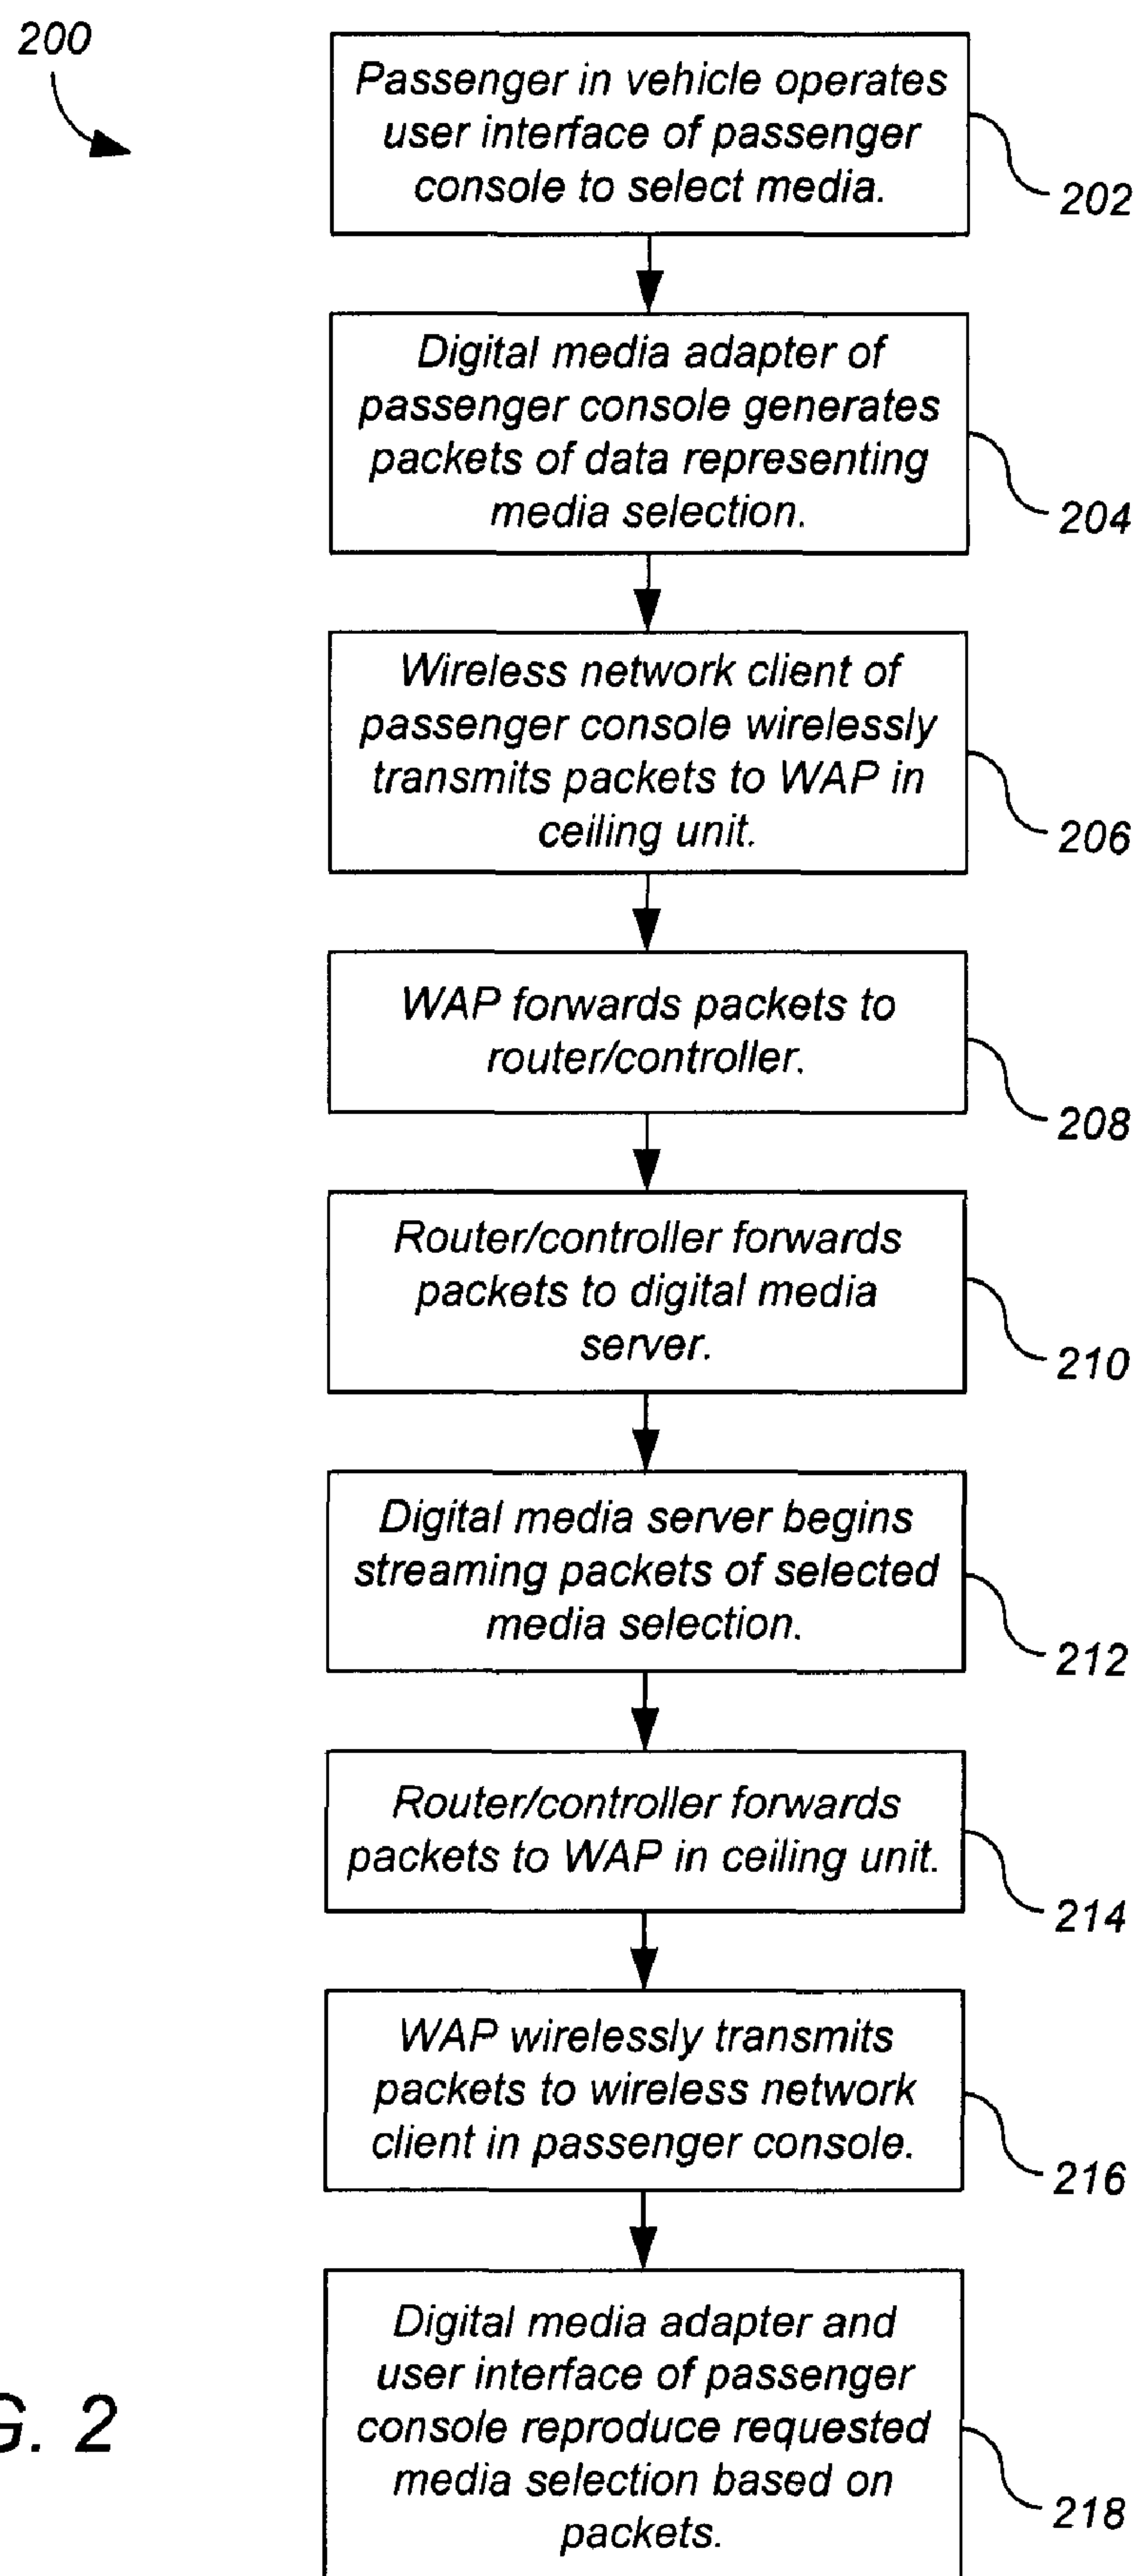 200
Passenger in vehicle operates
user interface of passenger
console to select media.
202
Digital media adapter of
passenger console generates
packets of data representing
media selection.
204
Wireless network client of
passenger console wirelessly
transmits packets to WAP in
ceiling unit.
206
WAP forwards packets to
router/controller.
208
Router/controller forwards
packets to digital media
server.
210
Digital media server begins
streaming packets of selected
media selection.
212
Router/controller forwards
packets to WAP in ceiling unit.
214
WAP wirelessly transmits
packets to wireless network
client in passenger console.
216
Digital media adapter and
user interface of passenger
console reproduce requested
media selection based on
packets.
218
G. 2